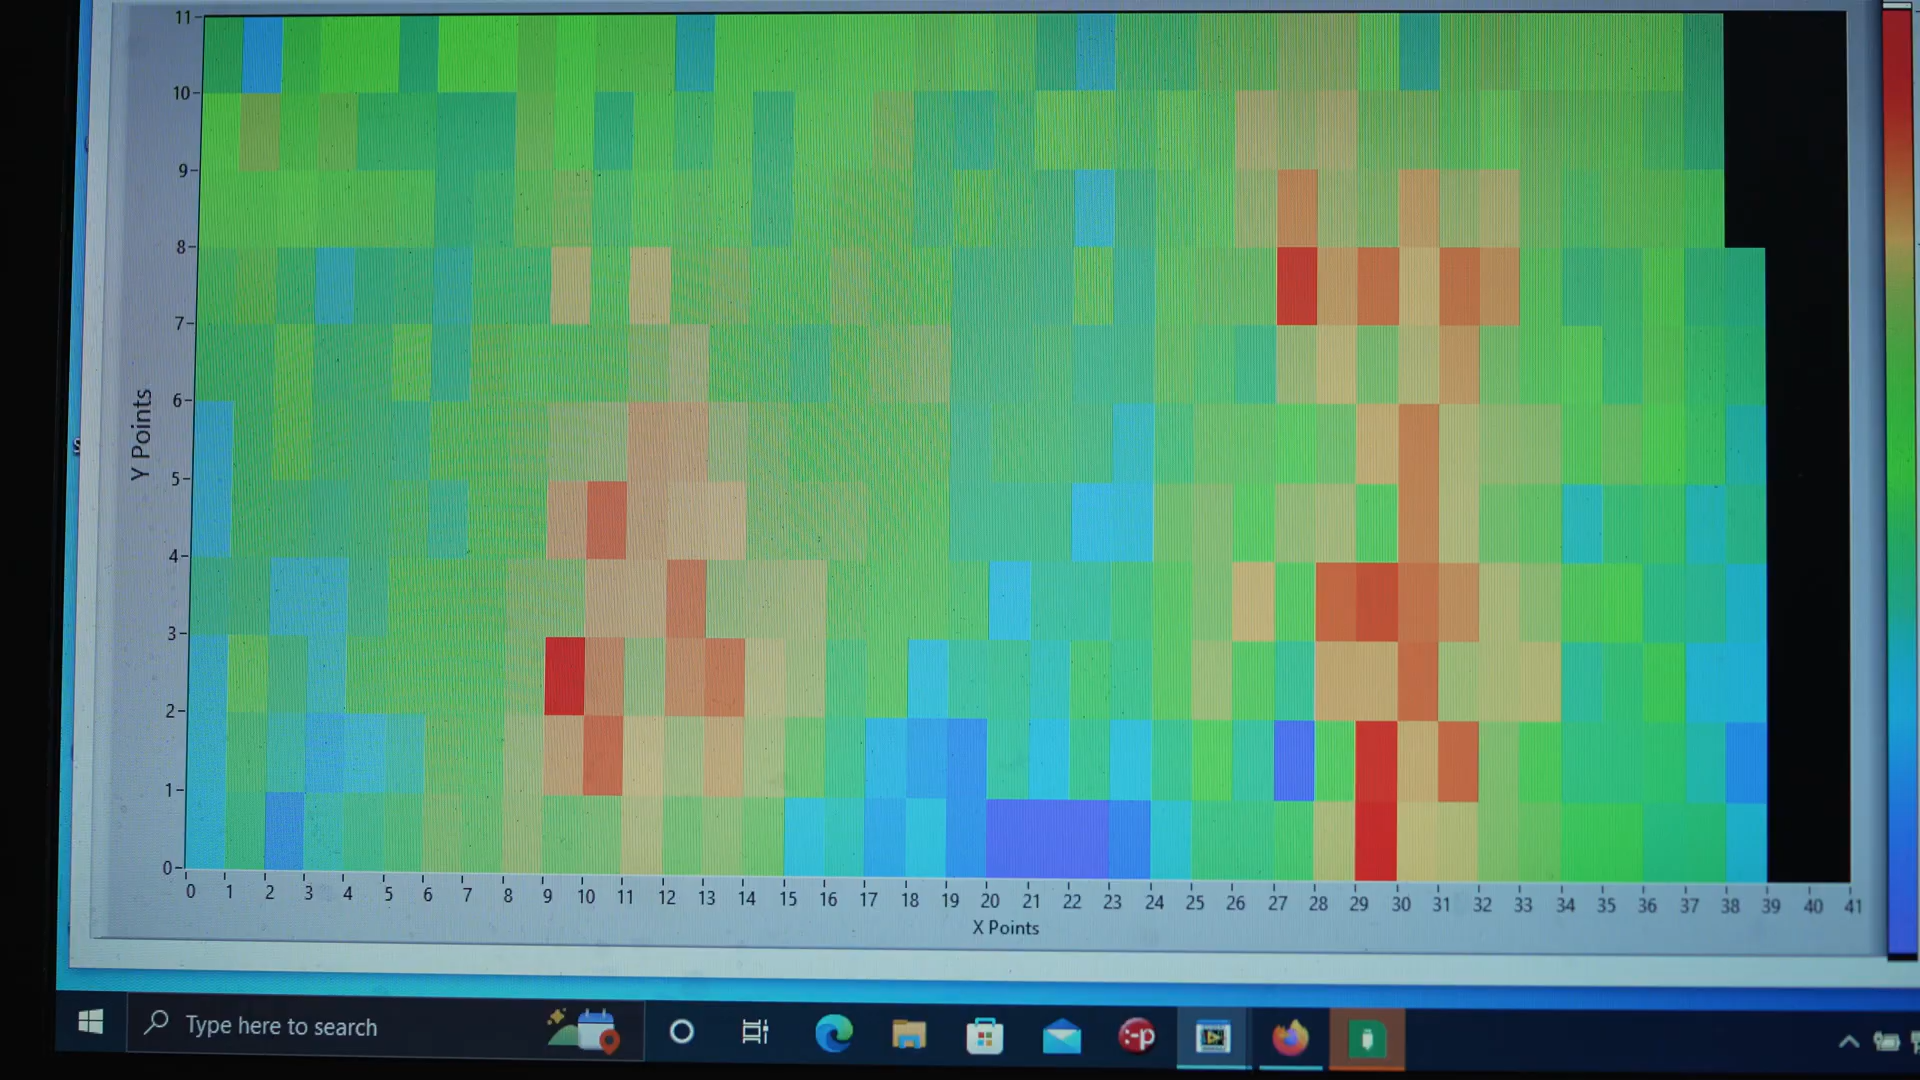 11
10
9
8
7
6
5
4
3
2
1
0
Y Points
0 1 2 3 4 5 6 7 8 9 10 11 12 13 14 15 16 17 18 19 20 21 22 23 24 25 26 27 28 29 30 31 32 33 34 35 36 37 38 39 40 41
X Points
Type here to search
:-p